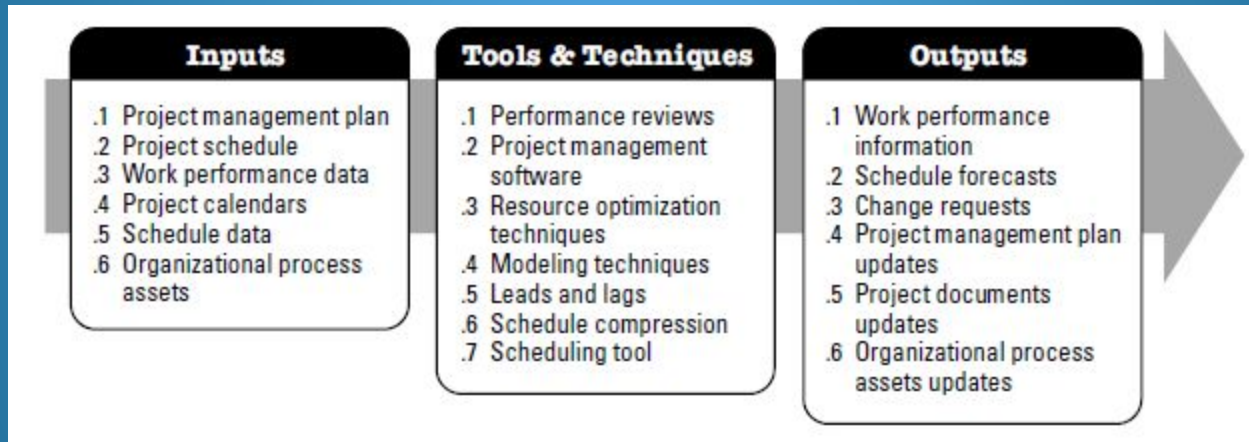 Inputs
.1 Project management plan
.2 Project schedule
.3 Work performance data
.4 Project calendars
.5 Schedule data
.6 Organizational process
assets
Tools & Techniques
.1 Performance reviews
.2 Project management
software
.3 Resource optimization
techniques
.4 Modeling techniques
.5 Leads and lags
.6 Schedule compression
.7 Scheduling tool
Outputs
.1 Work performance
information
.2 Schedule forecasts
.3 Change requests
.4 Project management plan
updates
.5 Project documents
updates
.6 Organizational process
assets updates